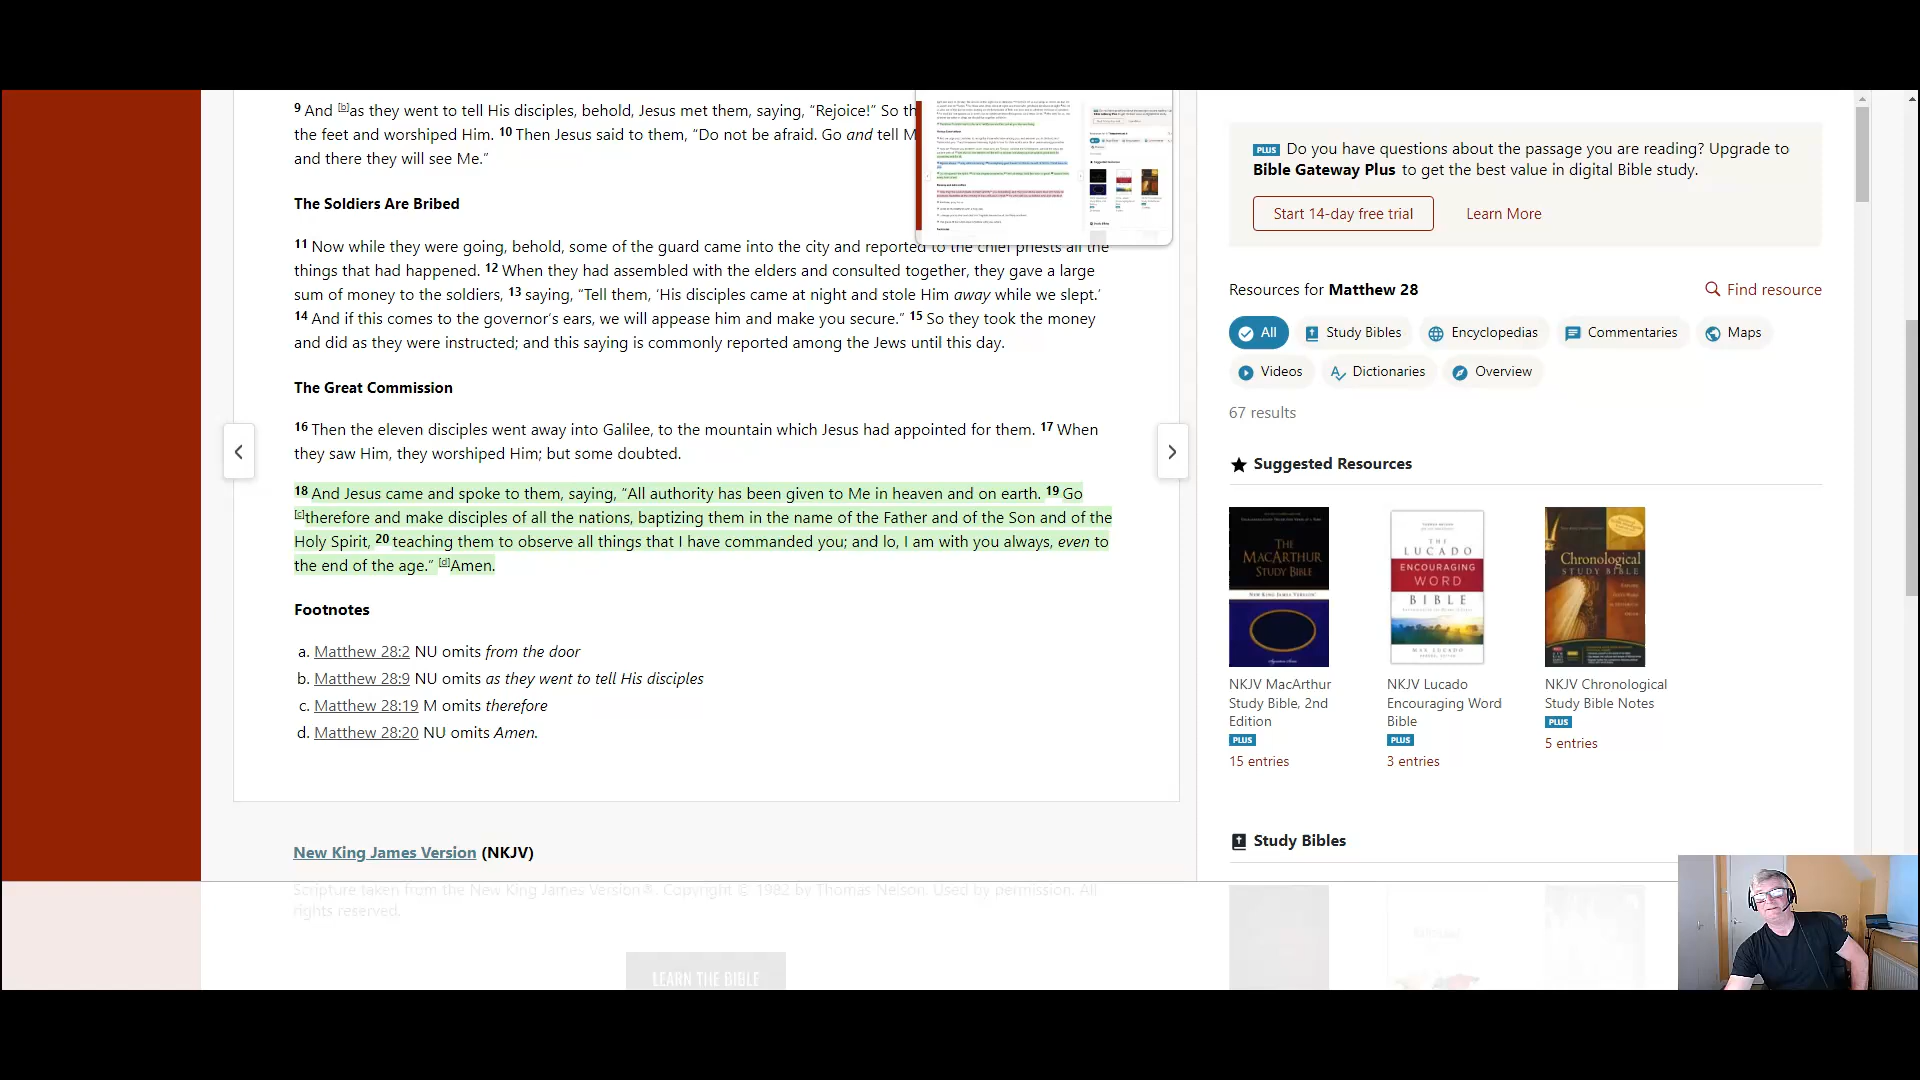 9 And [b]as they went to tell His disciples, behold, Jesus met them, saying, “Rejoice!” So th
the feet and worshiped Him. 10 Then Jesus said to them, “Do not be afraid. Go and tell M
and there they will see Me.”
The Soldiers Are Bribed
11 Now while they were going, behold, some of the guard came into the city and reported to the chief priests all the
things that had happened. 12 When they had assembled with the elders and consulted together, they gave a large
sum of money to the soldiers, 13 saying, “Tell them, ‘His disciples came at night and stole Him away while we slept.’
14 And if this comes to the governor’s ears, we will appease him and make you secure.” 15 So they took the money
and did as they were instructed; and this saying is commonly reported among the Jews until this day.
The Great Commission
16 Then the eleven disciples went away into Galilee, to the mountain which Jesus had appointed for them. 17 When
they saw Him, they worshiped Him; but some doubted.
18 And Jesus came and spoke to them, saying, “All authority has been given to Me in heaven and on earth. 19 Go
[c]therefore and make disciples of all the nations, baptizing them in the name of the Father and of the Son and of the
Holy Spirit, 20 teaching them to observe all things that I have commanded you; and lo, I am with you always, even to
the end of the age.” [d]Amen.
Footnotes
a. Matthew 28:2 NU omits from the door
b. Matthew 28:9 NU omits as they went to tell His disciples
c. Matthew 28:19 M omits therefore
d. Matthew 28:20 NU omits Amen.
New King James Version (NKJV)
Scripture taken from the New King James Version®. Copyright © 1982 by Thomas Nelson. Used by permission. All
rights reserved.
LEARN THE BIBLE
PLUS Do you have questions about the passage you are reading? Upgrade to
Bible Gateway Plus to get the best value in digital Bible study.
Start 14-day free trial Learn More
Resources for Matthew 28 Find resource
All Study Bibles Encyclopedias Commentaries Maps
Videos Dictionaries Overview
67 results
Suggested Resources
THE
MACARTHUR
STUDY BIBLE
NEW KING JAMES VERSION
THE
LUCADO
ENCOURAGING
WORD
BIBLE
MAX LUCADO
Chronological
STUDY BIBLE
NKJV MacArthur
Study Bible, 2nd
Edition
PLUS
15 entries
NKJV Lucado
Encouraging Word
Bible
PLUS
3 entries
NKJV Chronological
Study Bible Notes
PLUS
5 entries
Study Bibles